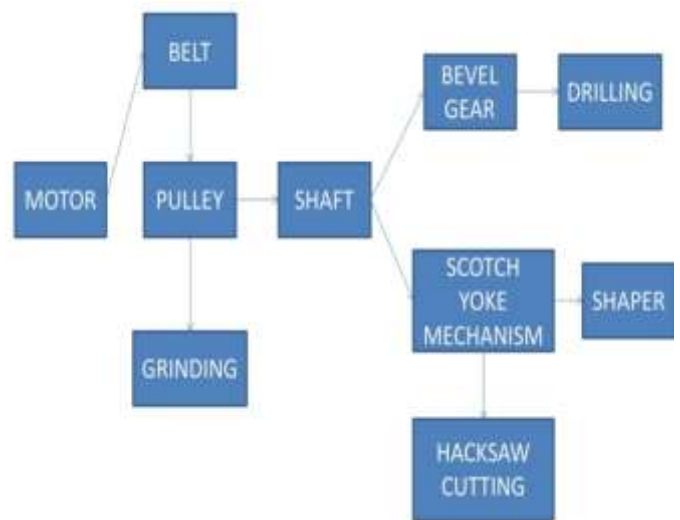 BELT
BEVEL
GEAR
DRILLING
MOTOR
PULLEY
SHAFT
SCOTCH
YOKE
MECHANISM
SHAPER
GRINDING
HACKSAW
CUTTING